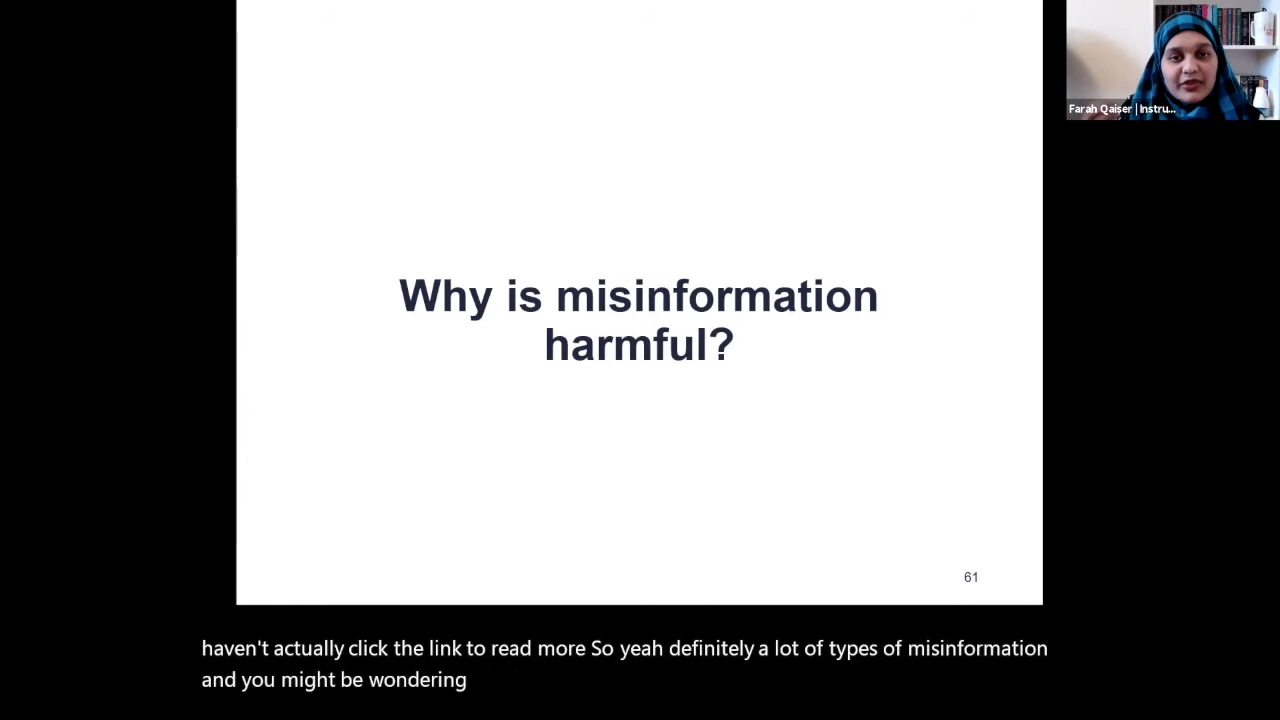 Farah Qaiser | Instru...
Why is misinformation
harmful?
61
haven't actually click the link to read more So yeah definitely a lot of types of misinformation
and you might be wondering